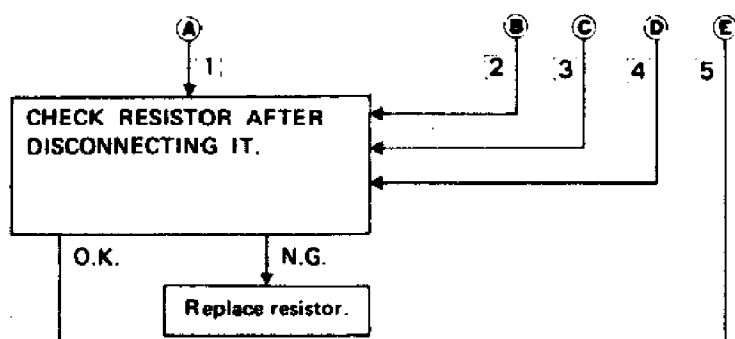 A B C D E
1 2 3 4 5
CHECK RESISTOR AFTER
DISCONNECTING IT.
O.K. N.G.
Replace resistor.